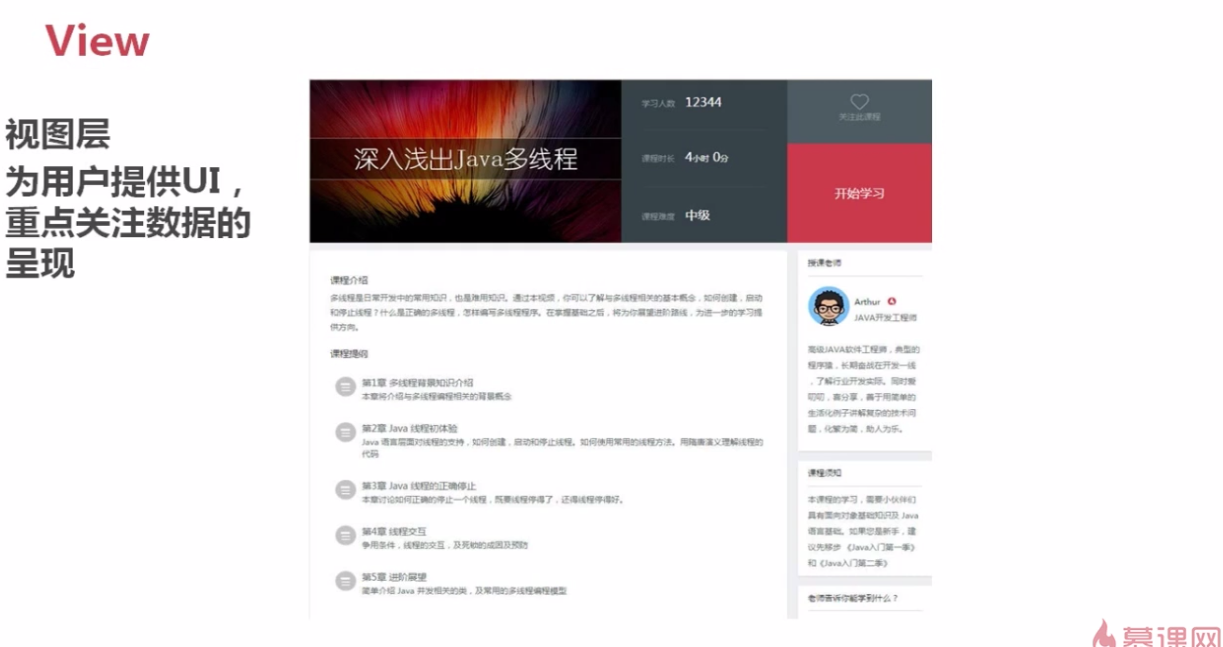 View
视图层
为用户提供UI，
重点关注数据的
呈现
深入浅出Java多线程
学习人数 12344
课程时长 4小时 0分
课程难度 中级
关注此课程
开始学习
课程介绍
多线程是日常开发中的常用知识，也是难用知识。通过本视频，你可以了解与多线程相关的基本概念，如何创建，启动
和停止线程？什么是正确的多线程，怎样编写多线程程序。在掌握基础之后，将为你展望进阶路线，为进一步的学习提
供方向。
课程提纲
第1章 多线程背景知识介绍
本章将介绍与多线程编程相关的背景概念
第2章 Java 线程初体验
Java 语言层面对线程的支持，如何创建，启动和停止线程。如何使用常用的线程方法。用隋唐演义理解线程的
代码
第3章 Java 线程的正确停止
本章讨论如何正确的停止一个线程，既要线程停得了，还得线程停得好。
第4章 线程交互
争用条件，线程的交互，及死锁的成因及预防
第5章 进阶展望
简单介绍 Java 并发相关的类，及常用的多线程编程模型
授课老师
Arthur
JAVA开发工程师
高级JAVA软件工程师，典型的
程序猿，长期奋战在开发一线
，了解行业开发实际。同时爱
叨叨，喜分享，善于用简单的
生活化例子讲解复杂的技术问
题，化繁为简，助人为乐。
课程须知
本课程的学习，需要小伙伴们
具有面向对象基础知识及 Java
语言基础。如果您是新手，建
议先移步 《Java入门第一季》
和《Java入门第二季》
老师告诉你能学到什么？
慕课网